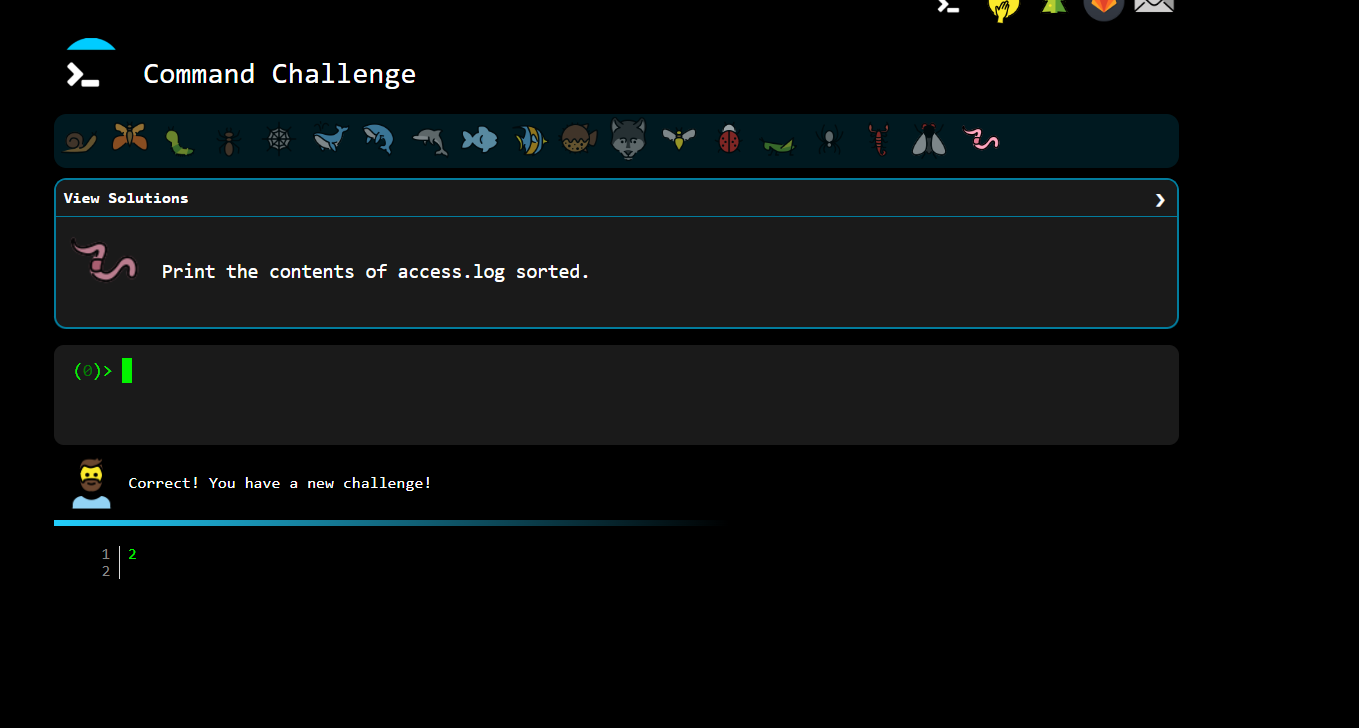 Command Challenge
View Solutions ❯
Print the contents of access.log sorted.
(0)>
Correct! You have a new challenge!
1 2
2